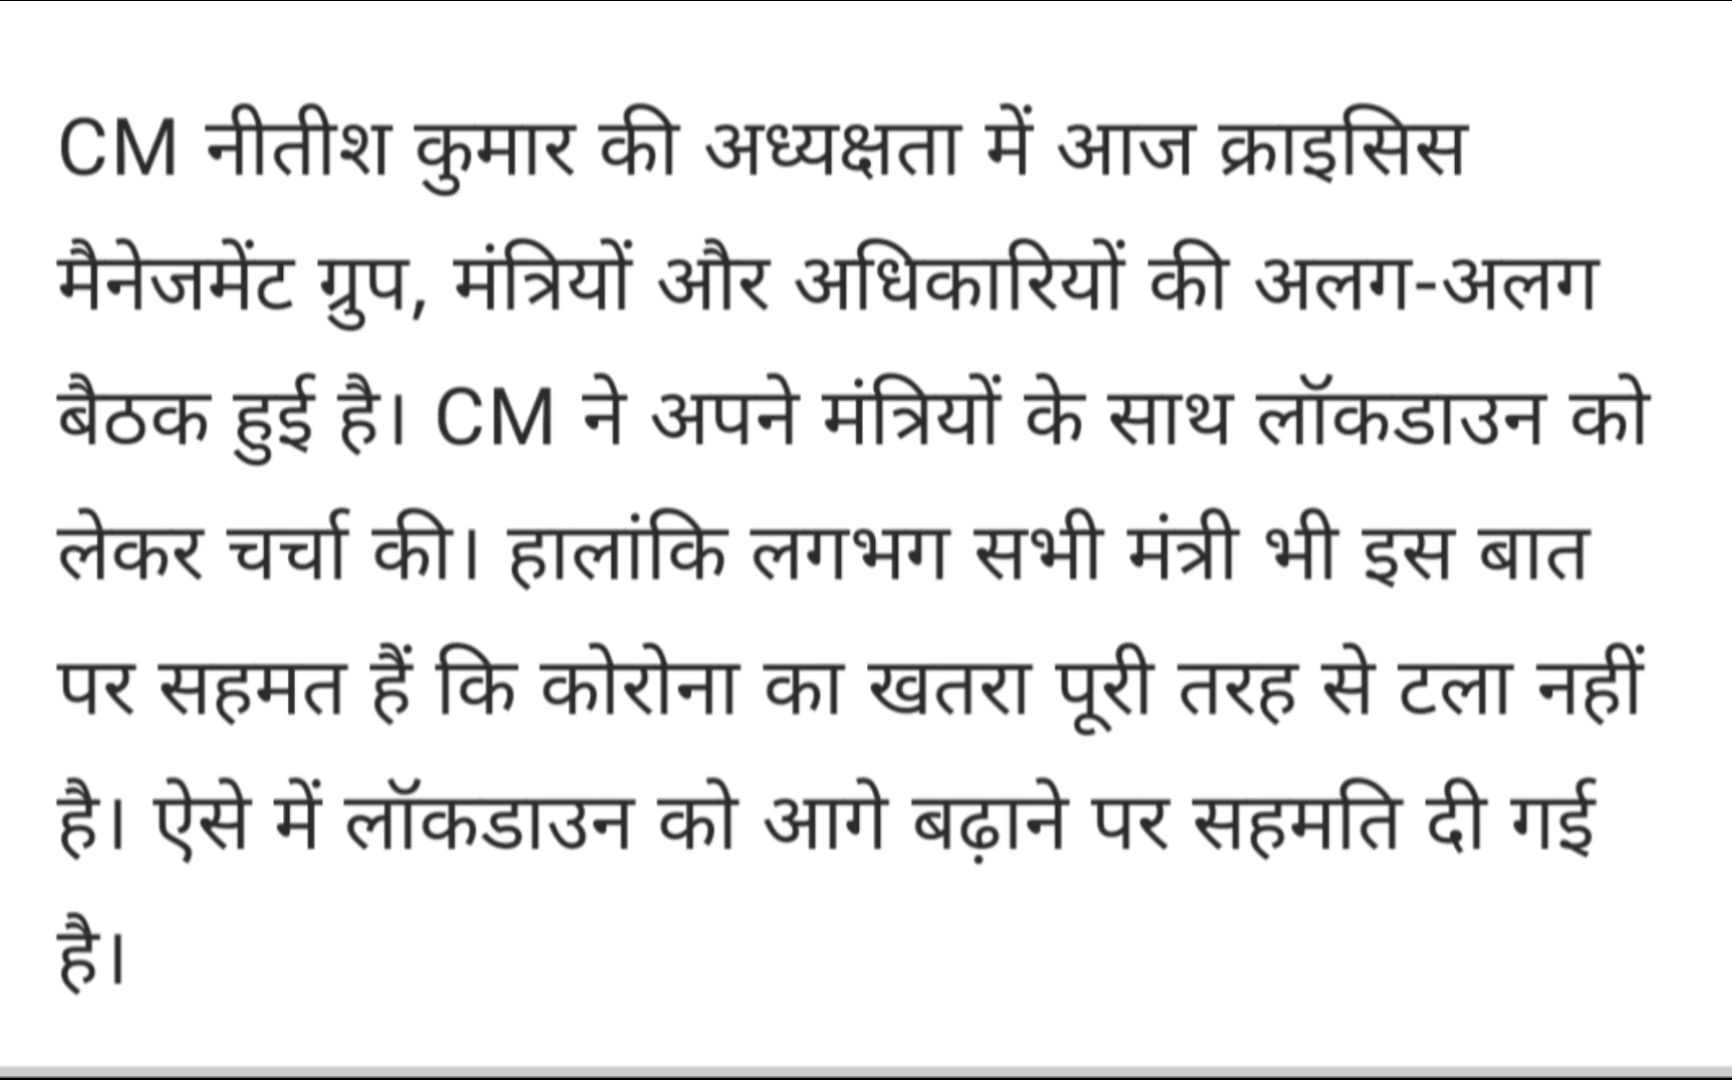 CM नीतीश कुमार की अध्यक्षता में आज क्राइसिस
मैनेजमेंट ग्रुप, मंत्रियों और अधिकारियों की अलग-अलग
बैठक हुई है। CM ने अपने मंत्रियों के साथ लॉकडाउन को
लेकर चर्चा की। हालांकि लगभग सभी मंत्री भी इस बात
पर सहमत हैं कि कोरोना का खतरा पूरी तरह से टला नहीं
है। ऐसे में लॉकडाउन को आगे बढ़ाने पर सहमति दी गई
है।